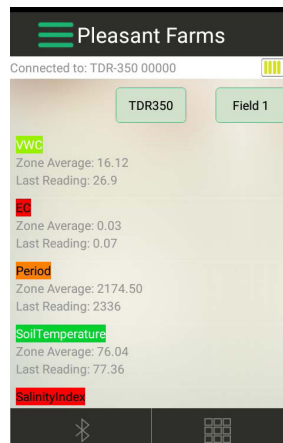 Pleasant Farms
Connected to: TDR-350 00000
TDR350
Field 1
VWC
Zone Average: 16.12
Last Reading: 26.9
EC
Zone Average: 0.03
Last Reading: 0.07
Period
Zone Average: 2174.50
Last Reading: 2336
SoilTemperature
Zone Average: 76.04
Last Reading: 77.36
SalinityIndex